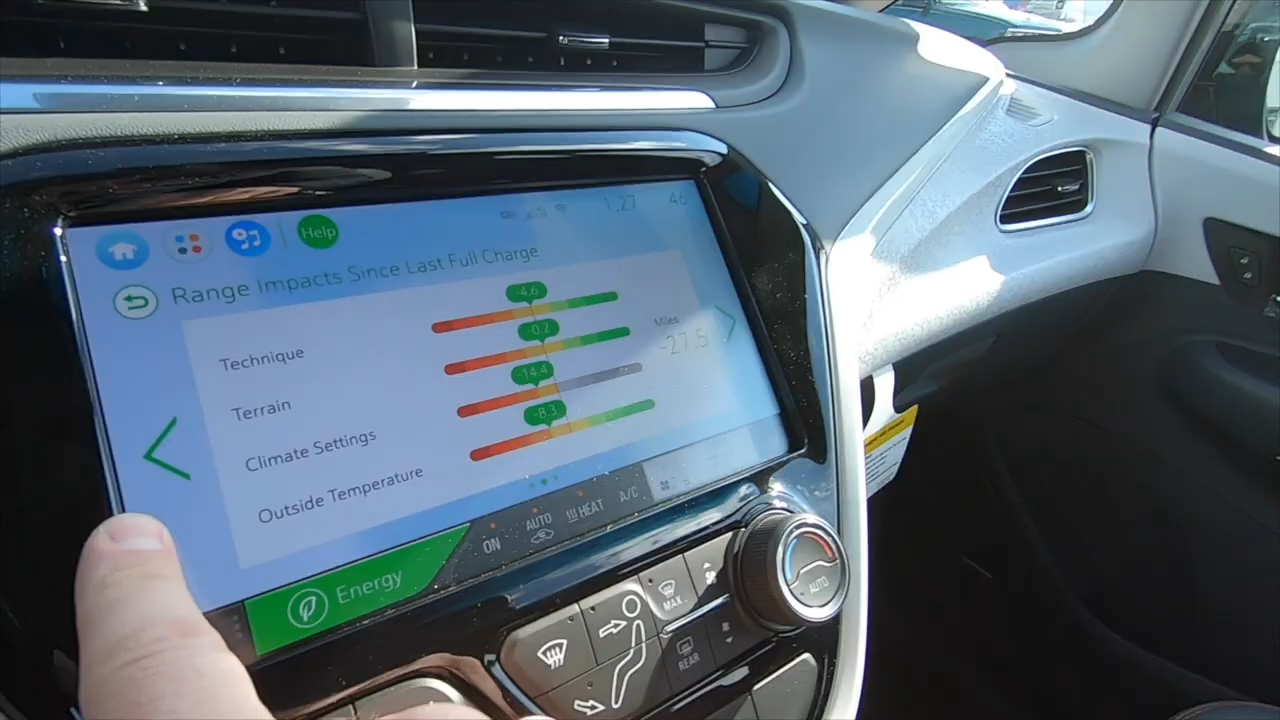 Help
1:27
46
Range Impacts Since Last Full Charge
Technique
-4.6
Terrain
-0.2
Climate Settings
-14.4
Outside Temperature
-8.3
Miles
-27.5
Energy
ON
AUTO
HEAT
A/C
MAX
REAR
AUTO